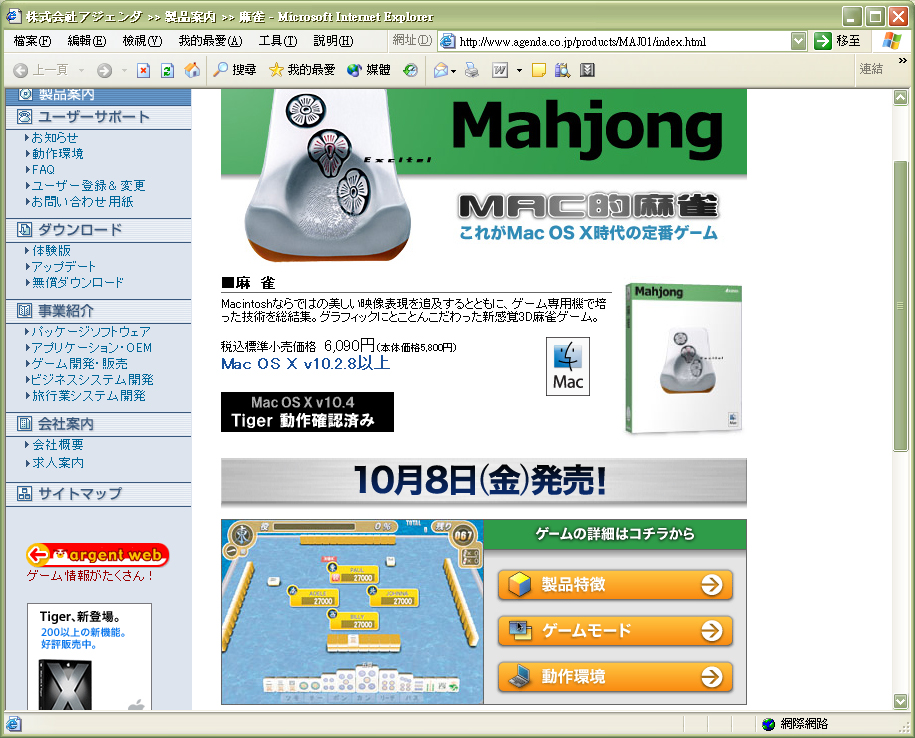 株式会社アジェンダ >> 製品案内 >> 麻雀 - Microsoft Internet Explorer
檔案(F) 編輯(E) 檢視(V) 我的最愛(A) 工具(T) 說明(H) 網址(D) http://www.agenda.co.jp/products/MAJ01/index.html 移至
上一頁 搜尋 我的最愛 媒體 連結 »
製品案内
ユーザーサポート
お知らせ
動作環境
FAQ
ユーザー登録＆変更
お問い合わせ用紙
ダウンロード
体験版
アップデート
無償ダウンロード
事業紹介
パッケージソフトウェア
アプリケーション・OEM
ゲーム開発・販売
ビジネスシステム開発
旅行業システム開発
会社案内
会社概要
求人案内
サイトマップ
argent web
ゲーム情報がたくさん！
Tiger、新登場。
200以上の新機能。
好評販売中。
X
Mahjong
Excitel
MAC的麻雀
これがMac OS X時代の定番ゲーム
■麻 雀
Macintoshならではの美しい映像表現を追及するとともに、ゲーム専用機で培
った技術を総結集。グラフィックにとことんこだわった新感覚3D麻雀ゲーム。
税込標準小売価格 6,090円(本体価格5,800円)
Mac OS X v10.2.8以上
Mac
Mahjong
Excitel
Mac
Mac OS X v10.4
Tiger 動作確認済み
10月8日(金)発売!
0% TOTAL 残り 067
PAUL
27000
ADELE
27000
JOHNNA
27000
BILLY
27000
ゲームの詳細はコチラから
製品特徴
ゲームモード
動作環境
網際網路